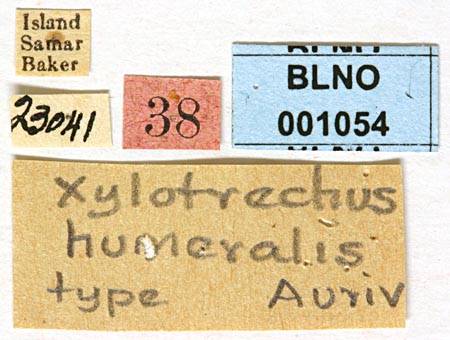 Island
Samar
Baker
23041
38
BLNO
001054
Xylotrechus
humeralis
type Auriv